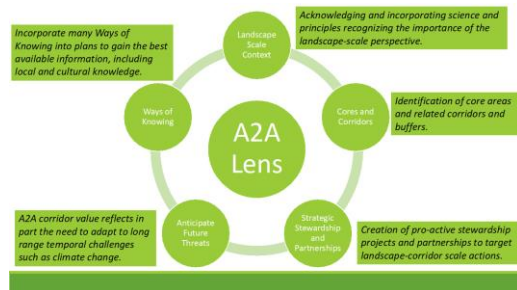 Incorporate many Ways of
Knowing into plans to gain the best
available information, including
local and cultural knowledge.
Landscape
Scale
Context
Acknowledging and incorporating science and
principles recognizing the importance of the
landscape-scale perspective.
Ways of
Knowing
A2A
Lens
Cores and
Corridors
Identification of core areas
and related corridors and
buffers.
A2A corridor value reflects in
part the need to adapt to long
range temporal challenges
such as climate change.
Anticipate
Future
Threats
Strategic
Stewardship
and
Partnerships
Creation of pro-active stewardship
projects and partnerships to target
landscape-corridor scale actions.